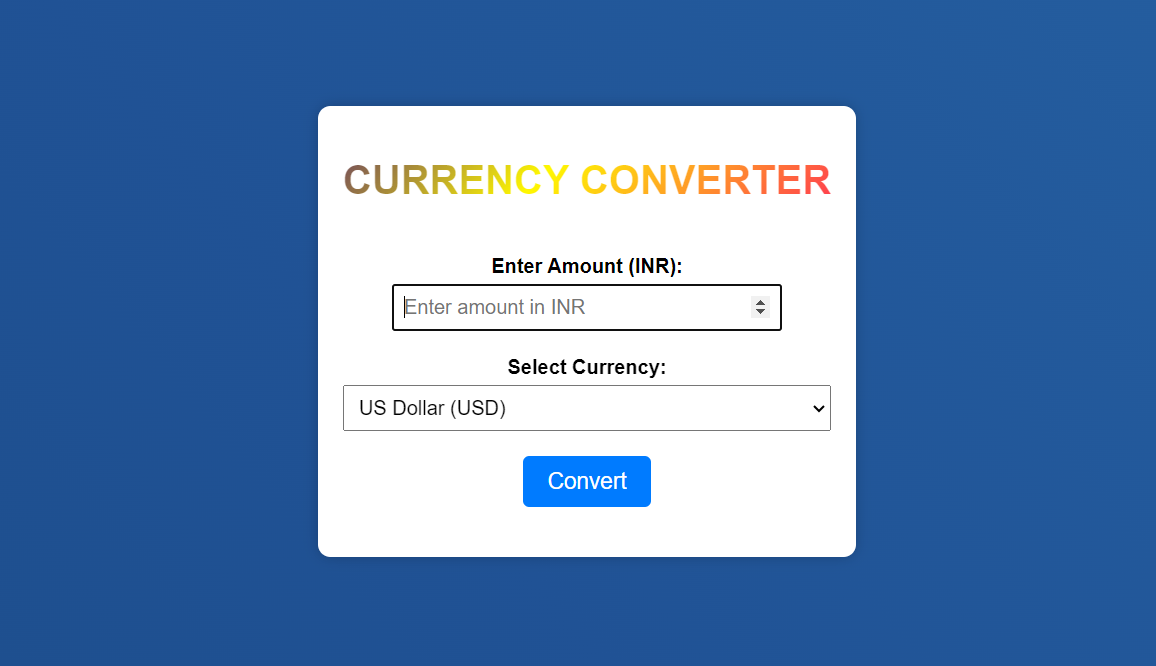 CURRENCY CONVERTER
Enter Amount (INR):
Enter amount in INR
Select Currency:
US Dollar (USD)
Convert